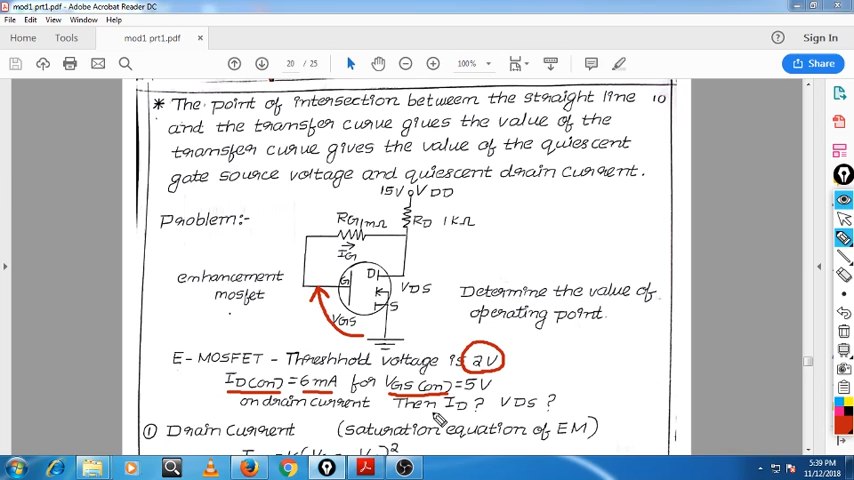 mod1 prt1.pdf - Adobe Acrobat Reader DC
File Edit View Window Help
Home Tools mod1 prt1.pdf × Sign In
20 / 25 100% Share
* The point of intersection between the straight line 10
and the transfer curve gives the value of the
transfer curve gives the value of the quiescent
gate source voltage and quiescent drain current.
15V VDD
Problem:-
RG 1mΩ
RD 1KΩ
IG
enhancement
mosfet
D
G
K
S
VDS
VGS
Determine the value of
operating point.
E-MOSFET - Threshhold voltage is 2V
ID(on) = 6mA for VGS(on) = 5V
on drain current Then ID? VDS?
① Drain Current (saturation equation of EM)
5:39 PM
11/12/2018